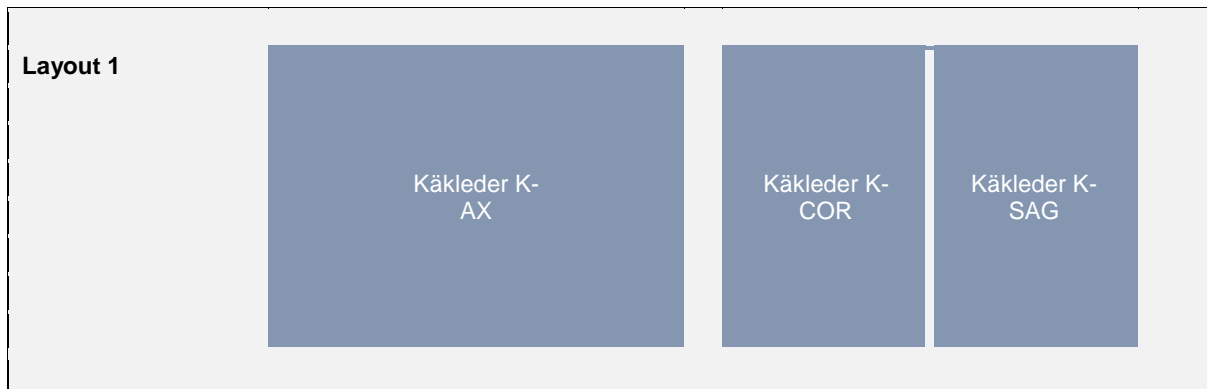 Layout 1
Käkleder K-
AX
Käkleder K-
COR
Käkleder K-
SAG